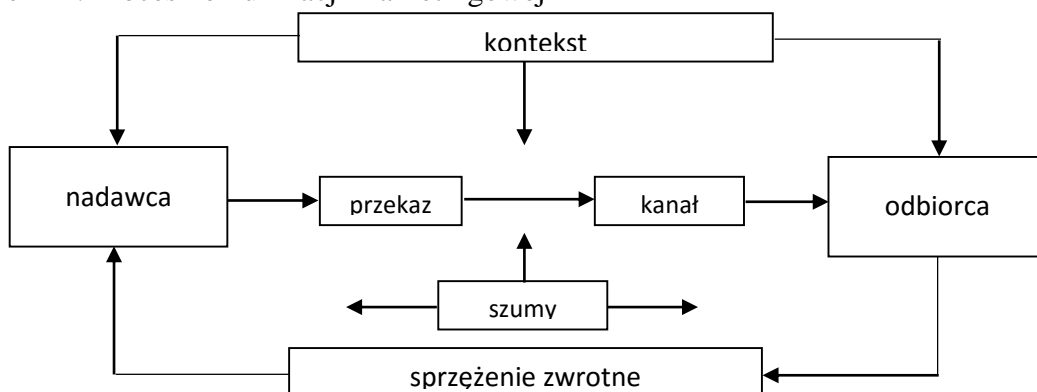 kontekst
nadawca
przekaz
kanał
odbiorca
szumy
sprzężenie zwrotne